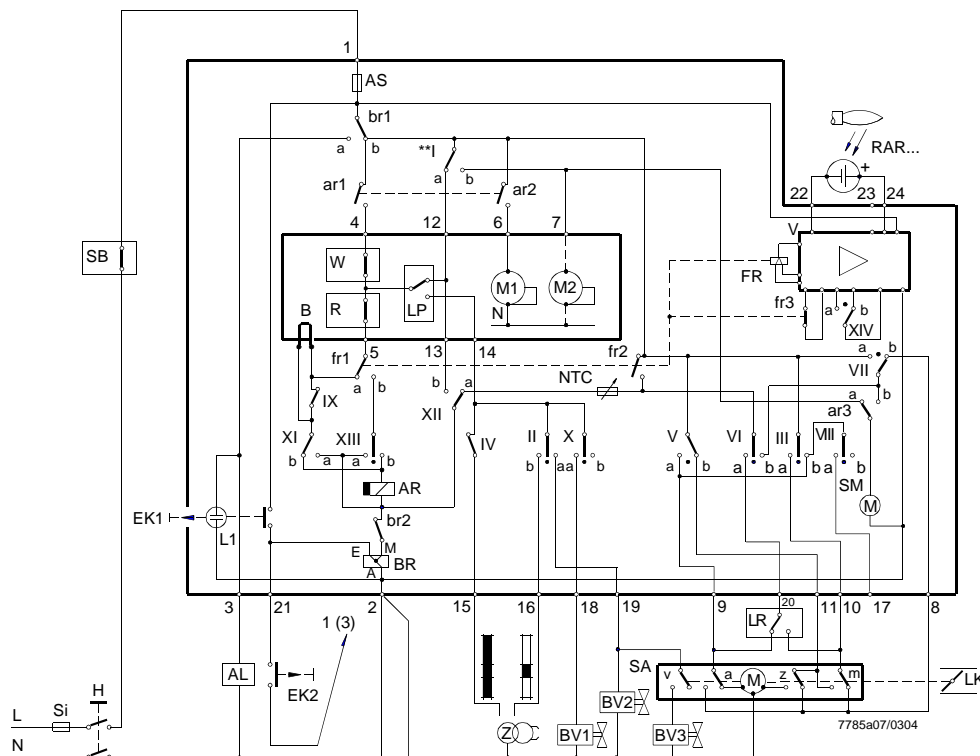 1
AS
br1
a b
**I
a b
RAR...
+
ar1
ar2
22 23 24
4 12 6 7
V
SB
W
R
LP
M1
M2
N
FR
B
fr3
a b
XIV
fr1
5 13 14
fr2
a b
VII
a b
NTC
b a
XII
a b
ar3
IX
XI
XIII
IV
II X
V VI III VIII
b a a b
b a a a b
a b a b a b a b
AR
SM
M
EK1
L1
br2
E M
BR
A
3 21 2 15 16 18 19 9 20 11 10 17 8
1 (3)
LR
AL
EK2
SA
v a M z m
LK
H
Si
L
N
Z
BV1
BV2
BV3
7785a07/0304